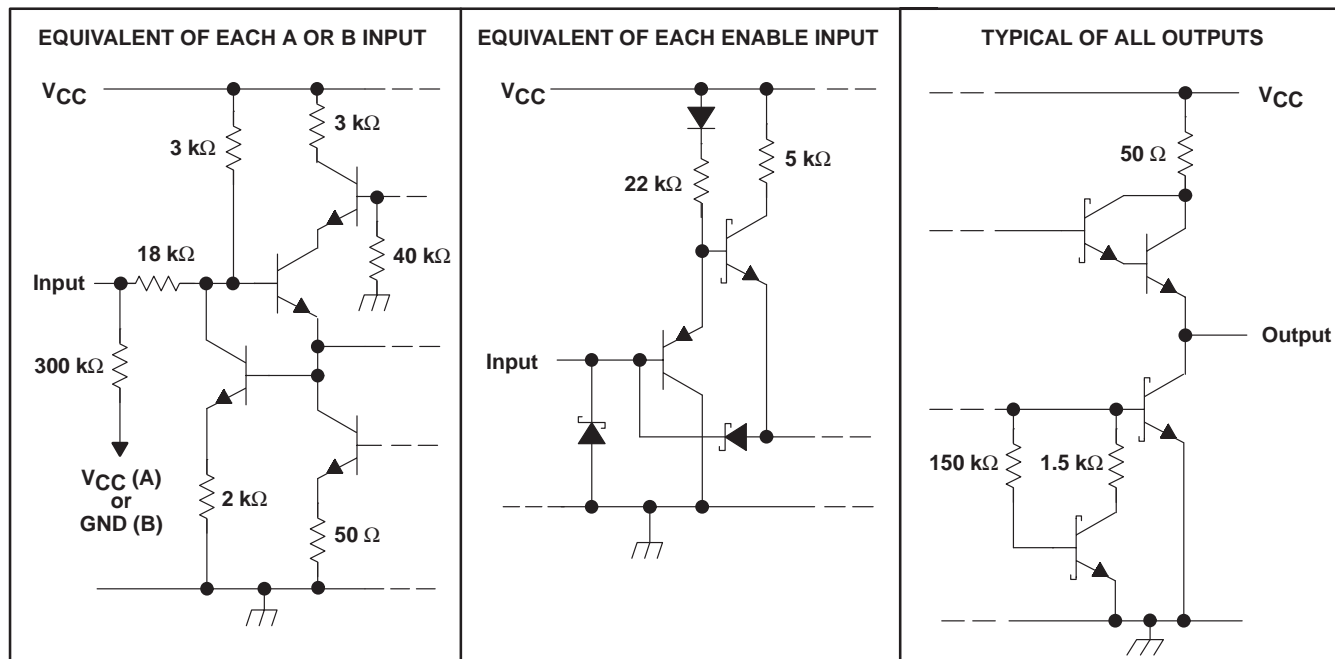 EQUIVALENT OF EACH A OR B INPUT
VCC
3 kΩ
3 kΩ
18 kΩ
40 kΩ
Input
300 kΩ
VCC (A)
or
GND (B)
2 kΩ
50 Ω
EQUIVALENT OF EACH ENABLE INPUT
VCC
22 kΩ
5 kΩ
Input
TYPICAL OF ALL OUTPUTS
VCC
50 Ω
Output
150 kΩ
1.5 kΩ